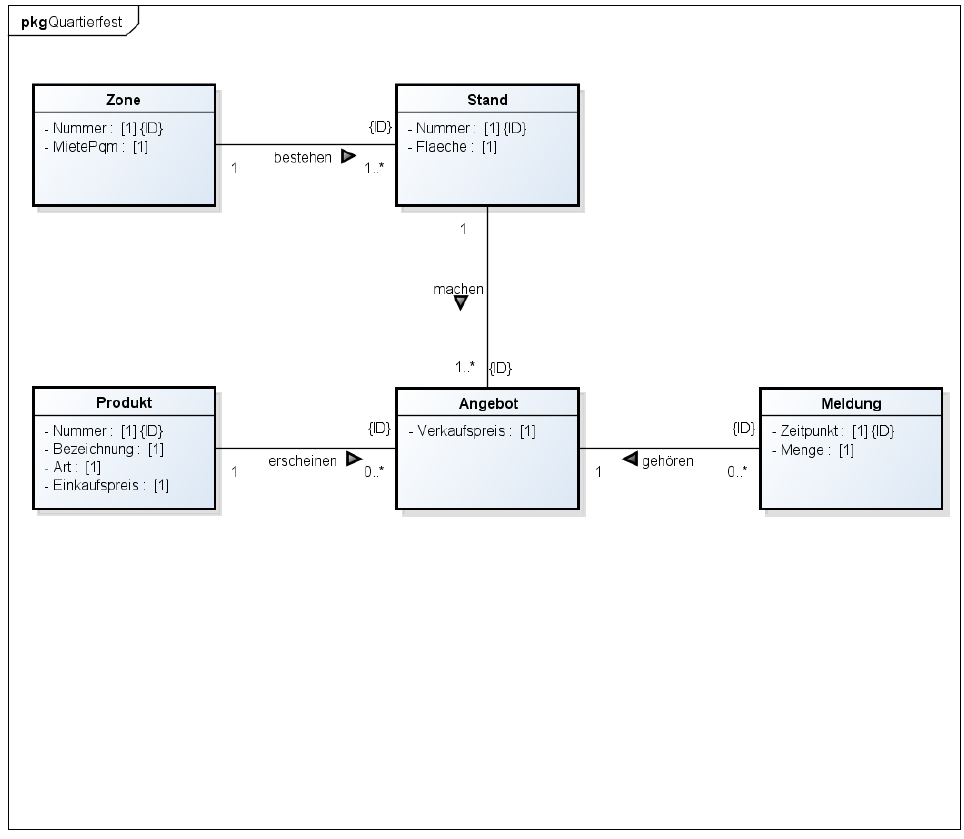 pkgQuartierfest
Zone
- Nummer : [1] {ID}
- MietePqm : [1]
{ID}
bestehen
1
1..*
Stand
- Nummer : [1] {ID}
- Flaeche : [1]
1
machen
1..*
{ID}
Produkt
- Nummer : [1] {ID}
- Bezeichnung : [1]
- Art : [1]
- Einkaufspreis : [1]
{ID}
erscheinen
1
0..*
Angebot
- Verkaufspreis : [1]
{ID}
gehören
1
0..*
Meldung
- Zeitpunkt : [1] {ID}
- Menge : [1]